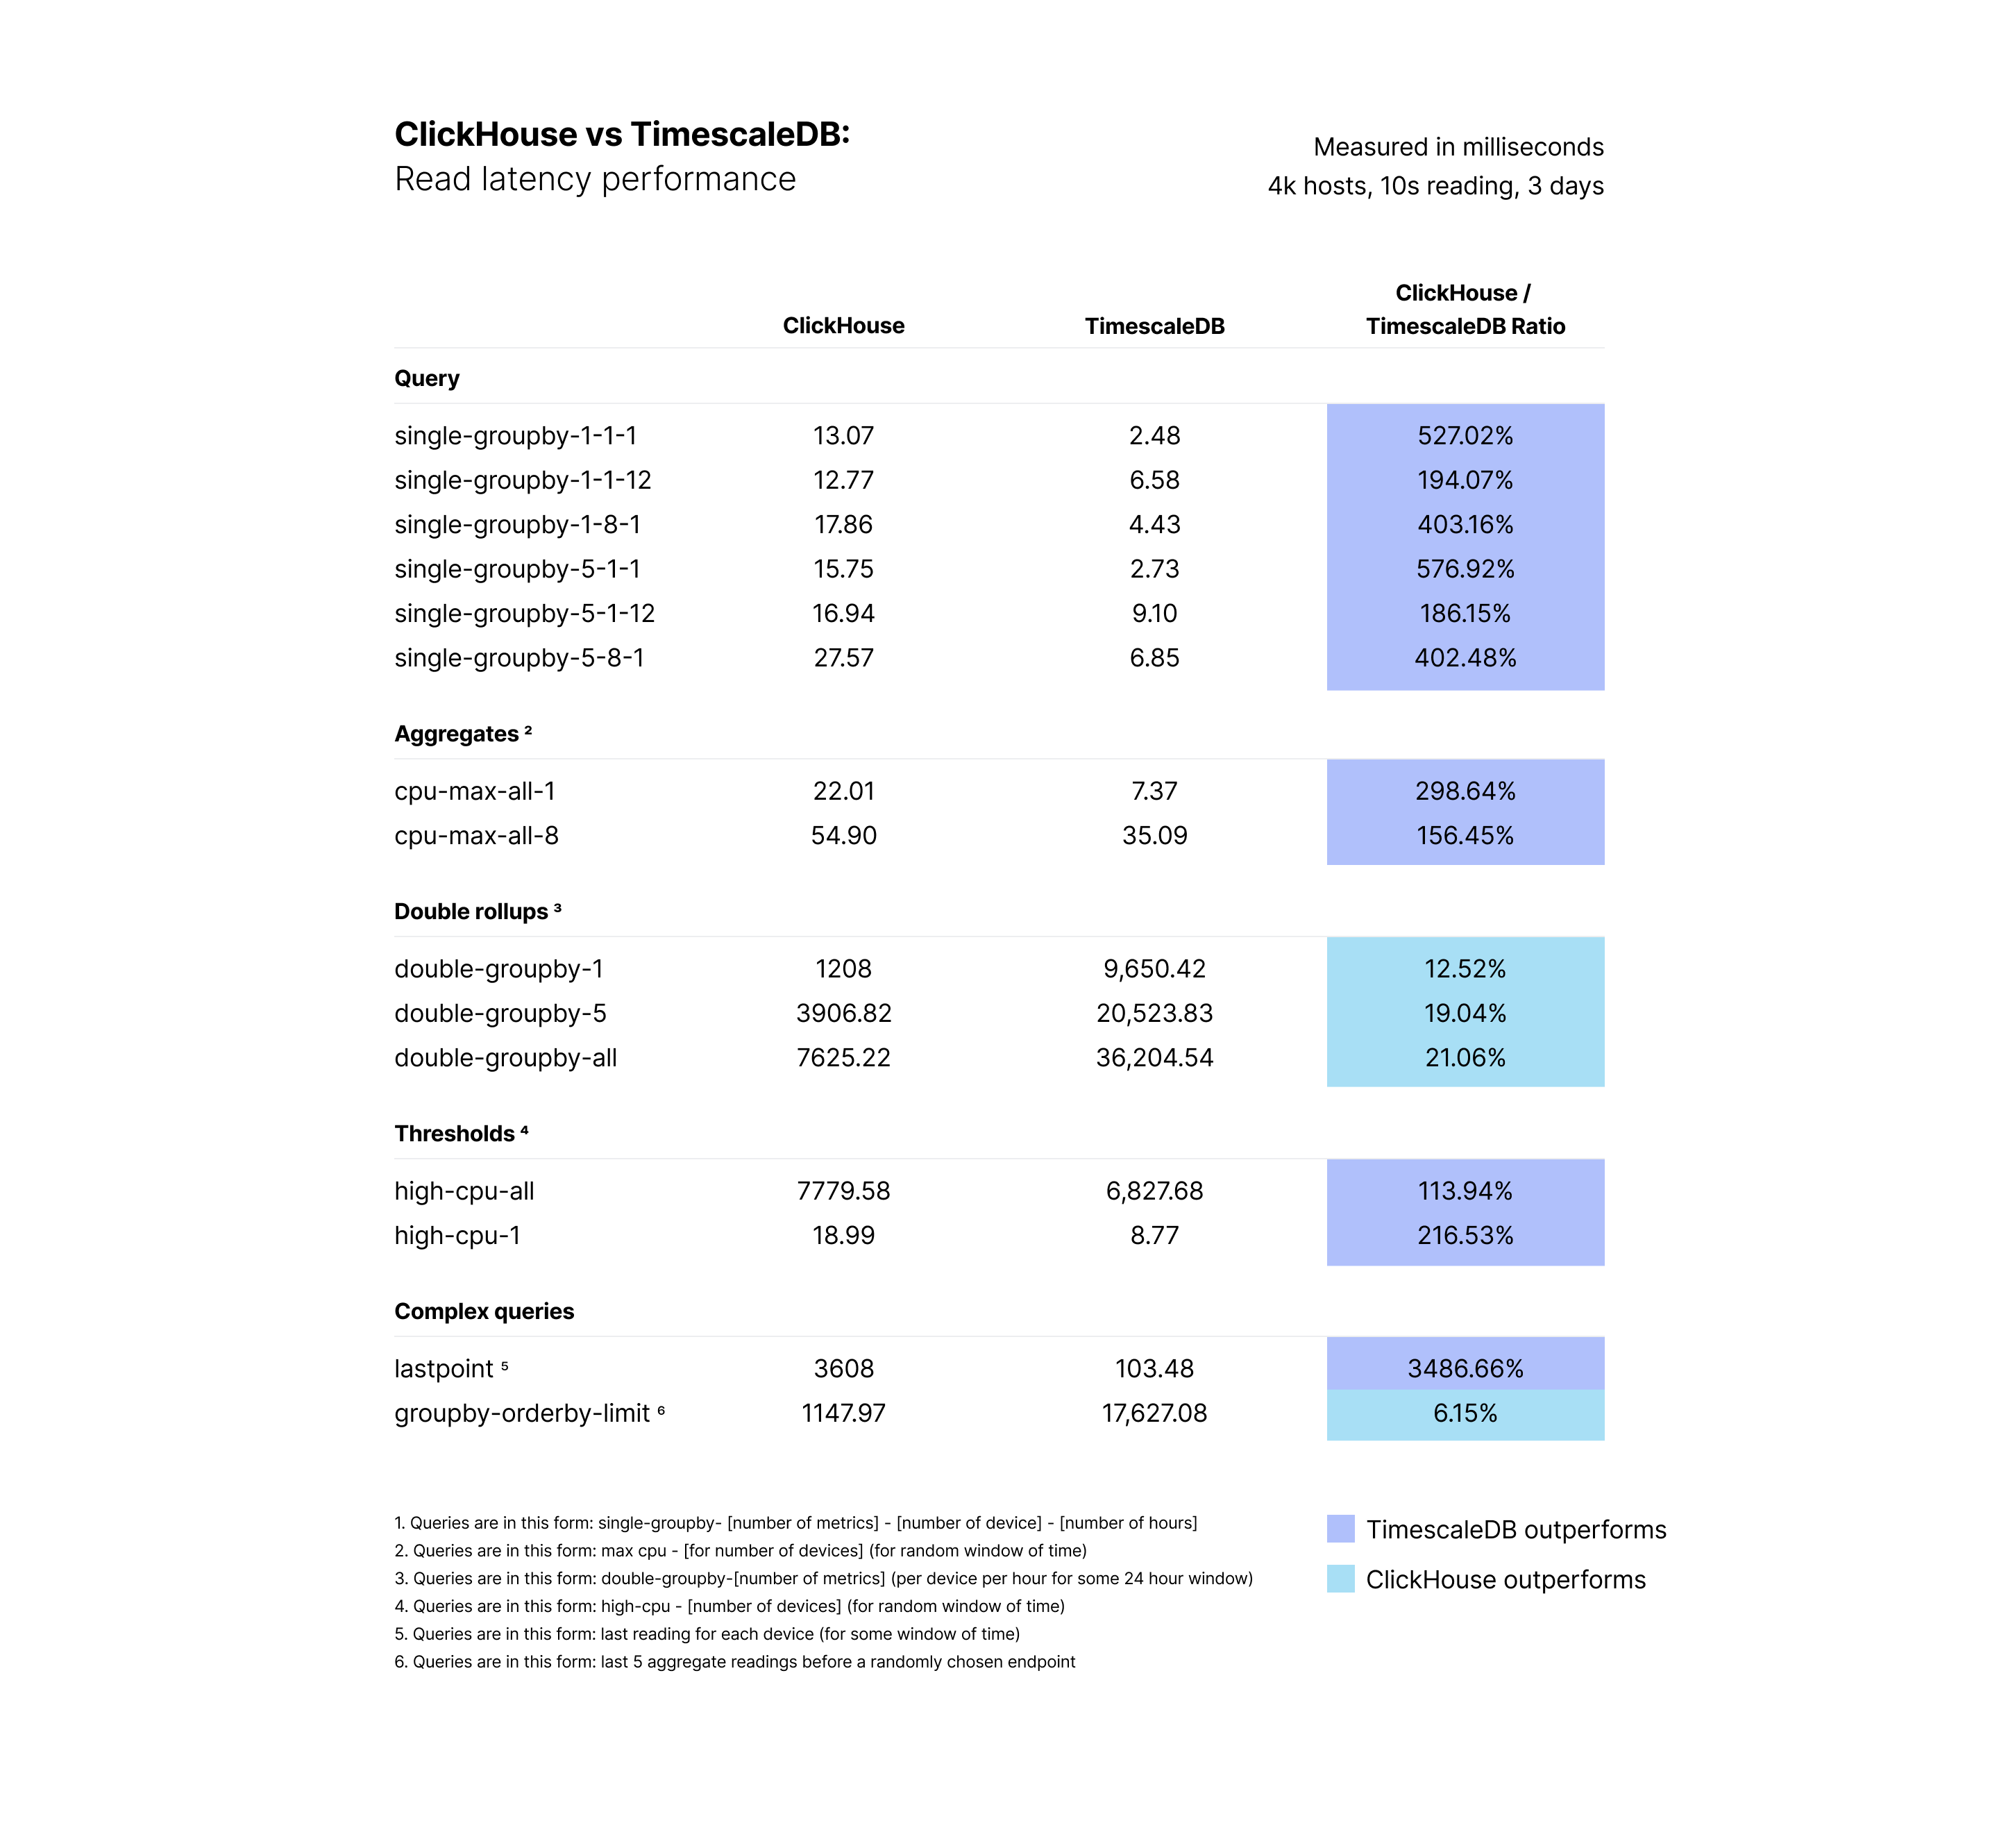 ClickHouse vs TimescaleDB:
Read latency performance
Measured in milliseconds
4k hosts, 10s reading, 3 days
ClickHouse TimescaleDB ClickHouse / TimescaleDB Ratio
Query
single-groupby-1-1-1 13.07 2.48 527.02%
single-groupby-1-1-12 12.77 6.58 194.07%
single-groupby-1-8-1 17.86 4.43 403.16%
single-groupby-5-1-1 15.75 2.73 576.92%
single-groupby-5-1-12 16.94 9.10 186.15%
single-groupby-5-8-1 27.57 6.85 402.48%
Aggregates ²
cpu-max-all-1 22.01 7.37 298.64%
cpu-max-all-8 54.90 35.09 156.45%
Double rollups ³
double-groupby-1 1208 9,650.42 12.52%
double-groupby-5 3906.82 20,523.83 19.04%
double-groupby-all 7625.22 36,204.54 21.06%
Thresholds ⁴
high-cpu-all 7779.58 6,827.68 113.94%
high-cpu-1 18.99 8.77 216.53%
Complex queries
lastpoint ⁵ 3608 103.48 3486.66%
groupby-orderby-limit ⁶ 1147.97 17,627.08 6.15%
1. Queries are in this form: single-groupby- [number of metrics] - [number of device] - [number of hours]
2. Queries are in this form: max cpu - [for number of devices] (for random window of time)
3. Queries are in this form: double-groupby-[number of metrics] (per device per hour for some 24 hour window)
4. Queries are in this form: high-cpu - [number of devices] (for random window of time)
5. Queries are in this form: last reading for each device (for some window of time)
6. Queries are in this form: last 5 aggregate readings before a randomly chosen endpoint
TimescaleDB outperforms
ClickHouse outperforms